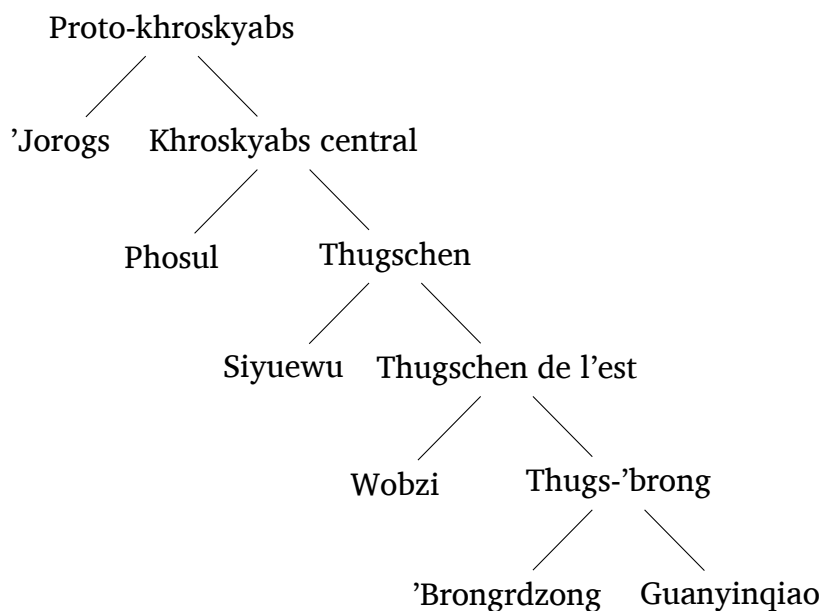 Proto-khroskyabs
’Jorogs Khroskyabs central
Phosul Thugschen
Siyuewu Thugschen de l’est
Wobzi Thugs-’brong
’Brongrdzong Guanyinqiao